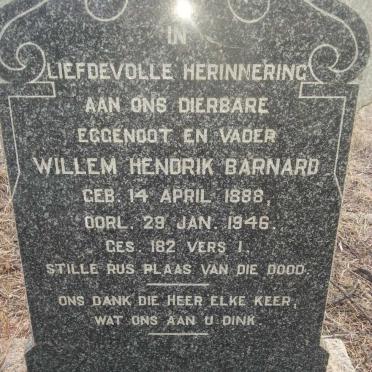 IN
LIEFDEVOLLE HERINNERING
AAN ONS DIERBARE
EGGENOOT EN VADER
WILLEM HENDRIK BARNARD
GEB. 14 APRIL 1888,
OORL. 29 JAN. 1946.
GES. 182 VERS 1.
STILLE RUS PLAAS VAN DIE DOOD.
ONS DANK DIE HEER ELKE KEER,
WAT ONS AAN U DINK.